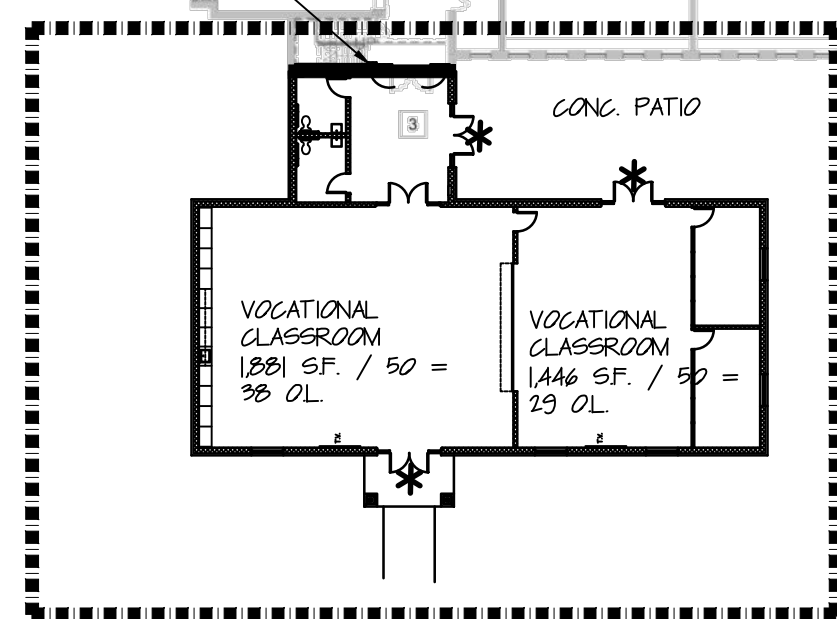 3
CONC. PATIO
VOCATIONAL
CLASSROOM
1,881 S.F. / 50 =
38 O.L.
VOCATIONAL
CLASSROOM
1,446 S.F. / 50 =
29 O.L.